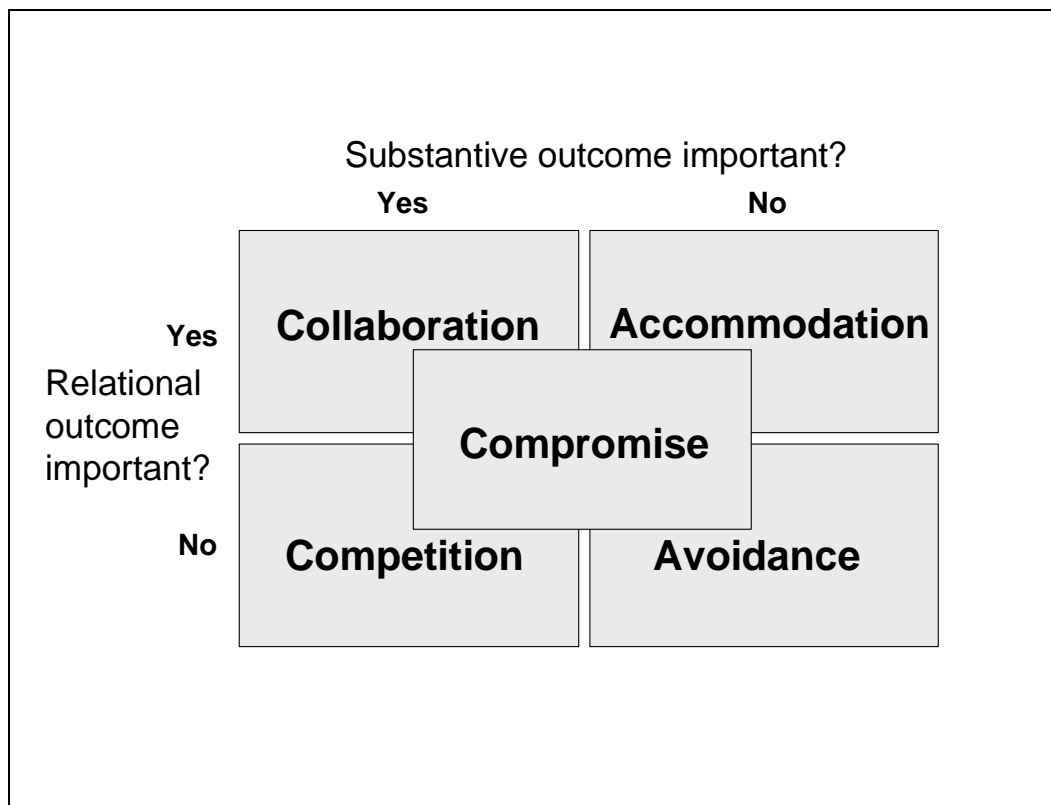 Substantive outcome important?
Yes No
Collaboration Accommodation
Yes
Relational
outcome
important?
Compromise
No
Competition Avoidance